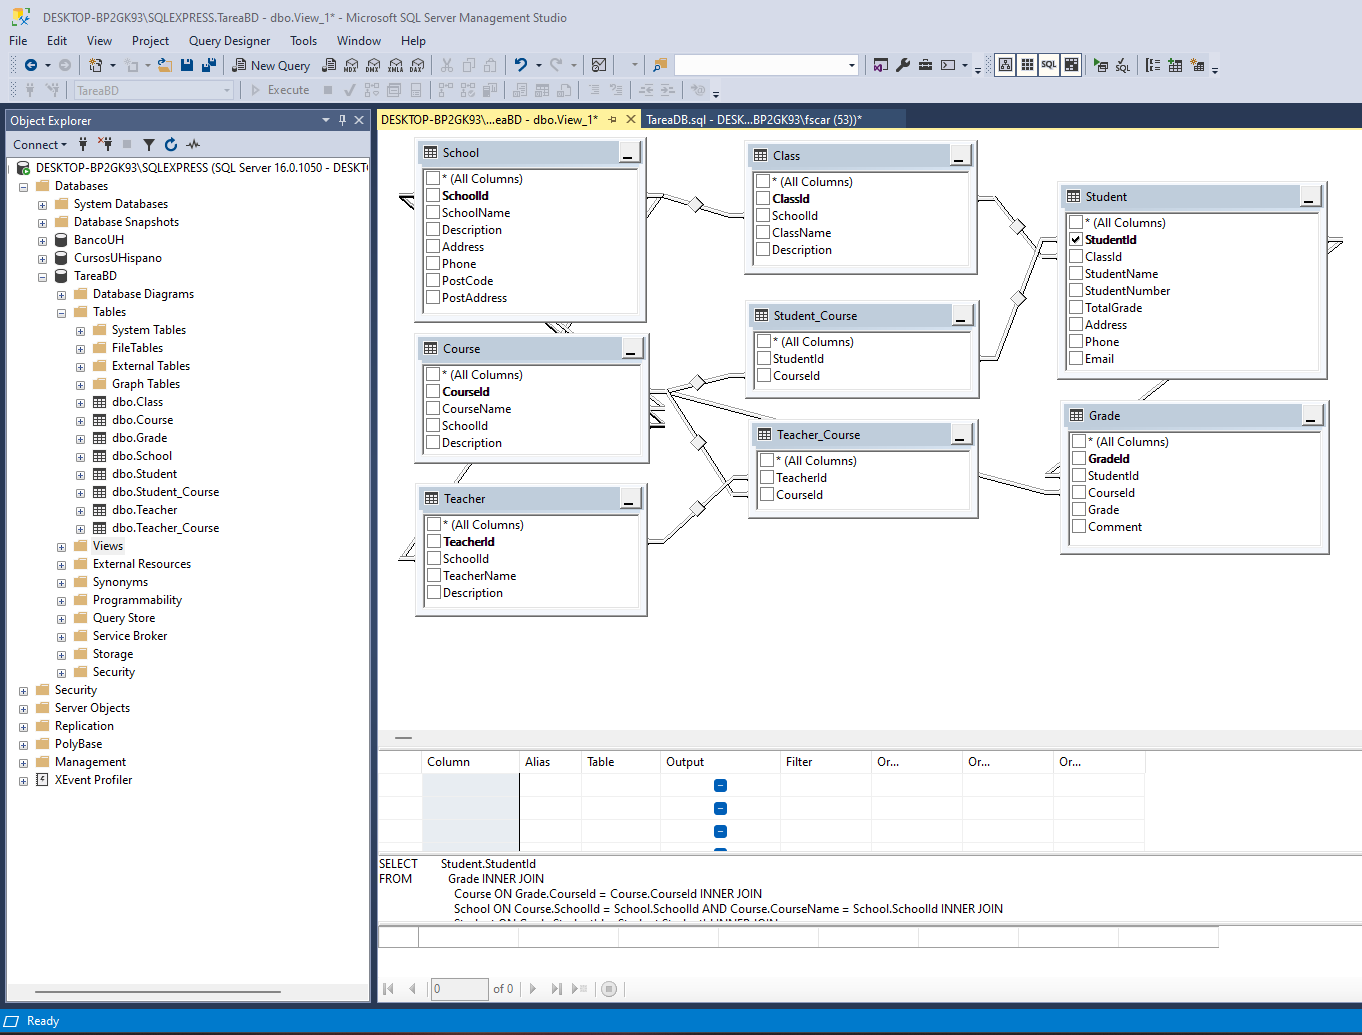 DESKTOP-BP2GK93\SQLEXPRESS.TareaBD - dbo.View_1* - Microsoft SQL Server Management Studio
File Edit View Project Query Designer Tools Window Help
New Query MDX DMX XMLA DAX SQL SQL
TareaBD Execute
Object Explorer
DESKTOP-BP2GK93\...eaBD - dbo.View_1* TareaDB.sql - DESK...BP2GK93\fscar (53))*
Connect
DESKTOP-BP2GK93\SQLEXPRESS (SQL Server 16.0.1050 - DESKT
Databases
System Databases
Database Snapshots
BancoUH
CursosUHispano
TareaBD
Database Diagrams
Tables
System Tables
FileTables
External Tables
Graph Tables
dbo.Class
dbo.Course
dbo.Grade
dbo.School
dbo.Student
dbo.Student_Course
dbo.Teacher
dbo.Teacher_Course
Views
External Resources
Synonyms
Programmability
Query Store
Service Broker
Storage
Security
Security
Server Objects
Replication
PolyBase
Management
XEvent Profiler
School
* (All Columns)
SchoolId
SchoolName
Description
Address
Phone
PostCode
PostAddress
Class
* (All Columns)
ClassId
SchoolId
ClassName
Description
Student
* (All Columns)
StudentId
ClassId
StudentName
StudentNumber
TotalGrade
Address
Phone
Email
Course
* (All Columns)
CourseId
CourseName
SchoolId
Description
Student_Course
* (All Columns)
StudentId
CourseId
Teacher_Course
* (All Columns)
TeacherId
CourseId
Grade
* (All Columns)
GradeId
StudentId
CourseId
Grade
Comment
Teacher
* (All Columns)
TeacherId
SchoolId
TeacherName
Description
Column Alias Table Output Filter Or... Or... Or...
SELECT Student.StudentId
FROM Grade INNER JOIN
Course ON Grade.CourseId = Course.CourseId INNER JOIN
School ON Course.SchoolId = School.SchoolId AND Course.CourseName = School.SchoolId INNER JOIN
0 of 0
Ready